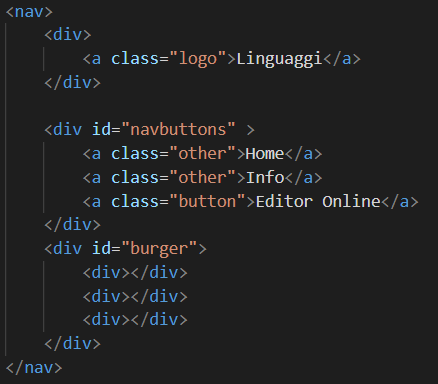 <nav>
    <div>
        <a class="logo">Linguaggi</a>
    </div>

    <div id="navbuttons" >
        <a class="other">Home</a>
        <a class="other">Info</a>
        <a class="button">Editor Online</a>
    </div>
    <div id="burger">
        <div></div>
        <div></div>
        <div></div>
    </div>
</nav>